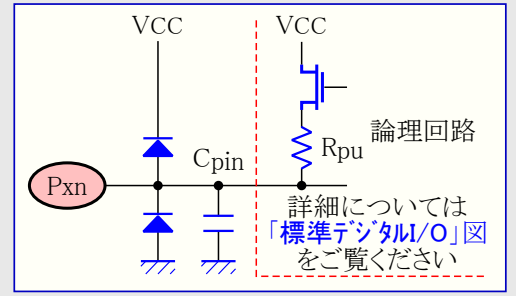 VCC
VCC
論理回路
Cpin
Rpu
Pxn
詳細については
「標準ﾃﾞｼﾞﾀﾙI/O」図
をご覧ください